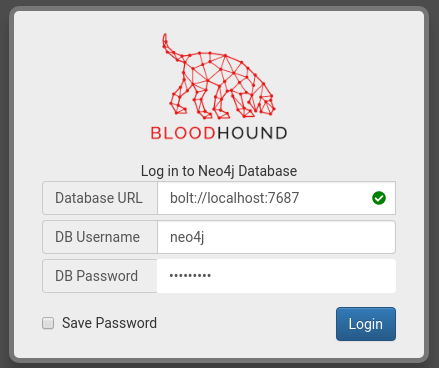 BLOODHOUND
Log in to Neo4j Database
Database URL bolt://localhost:7687
DB Username neo4j
DB Password •••••••••
Save Password Login